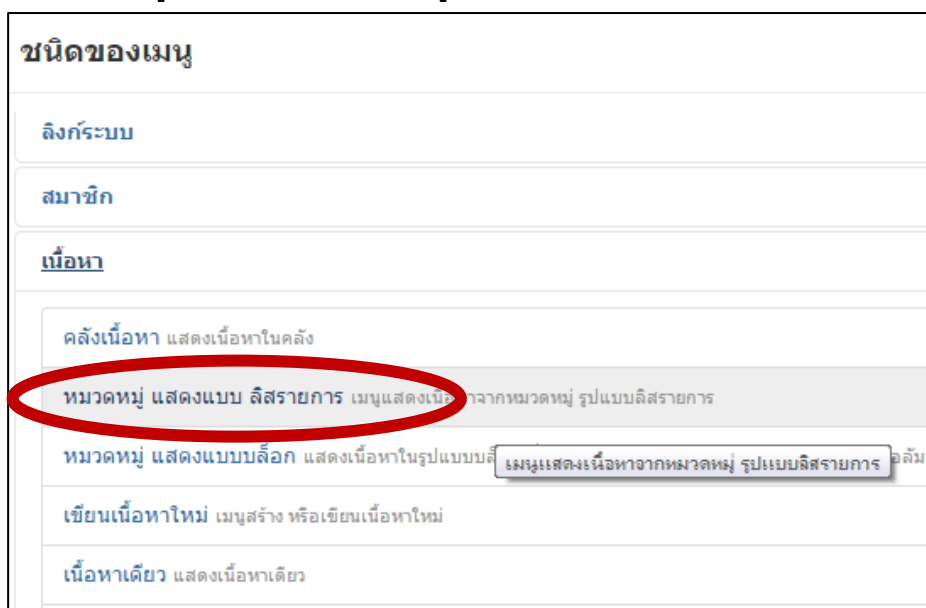 ชนิดของเมนู
ลิงก์ระบบ
สมาชิก
เนื้อหา
คลังเนื้อหา แสดงเนื้อหาในคลัง
หมวดหมู่ แสดงแบบ ลิสรายการ เมนูแสดงเนื้อหาจากหมวดหมู่ รูปแบบลิสรายการ
หมวดหมู่ แสดงแบบบล็อก แสดงเนื้อหาในรูปแบบบล็
เมนูแสดงเนื้อหาจากหมวดหมู่ รูปแบบลิสรายการ
เขียนเนื้อหาใหม่ เมนูสร้าง หรือเขียนเนื้อหาใหม่
เนื้อหาเดียว แสดงเนื้อหาเดียว